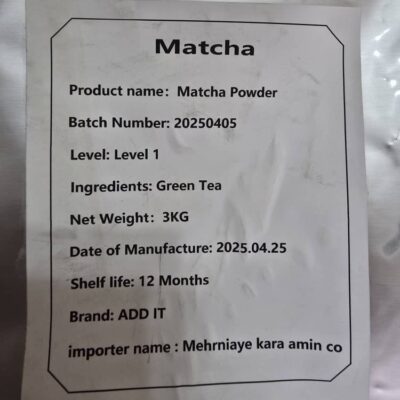 Matcha
Product name: Matcha Powder
Batch Number: 20250405
Level: Level 1
Ingredients: Green Tea
Net Weight: 3KG
Date of Manufacture: 2025.04.25
Shelf life: 12 Months
Brand: ADD IT
importer name : Mehrniaye kara amin co